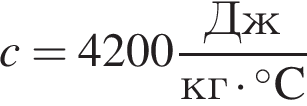 c = 4200 Дж/(кг · °C)